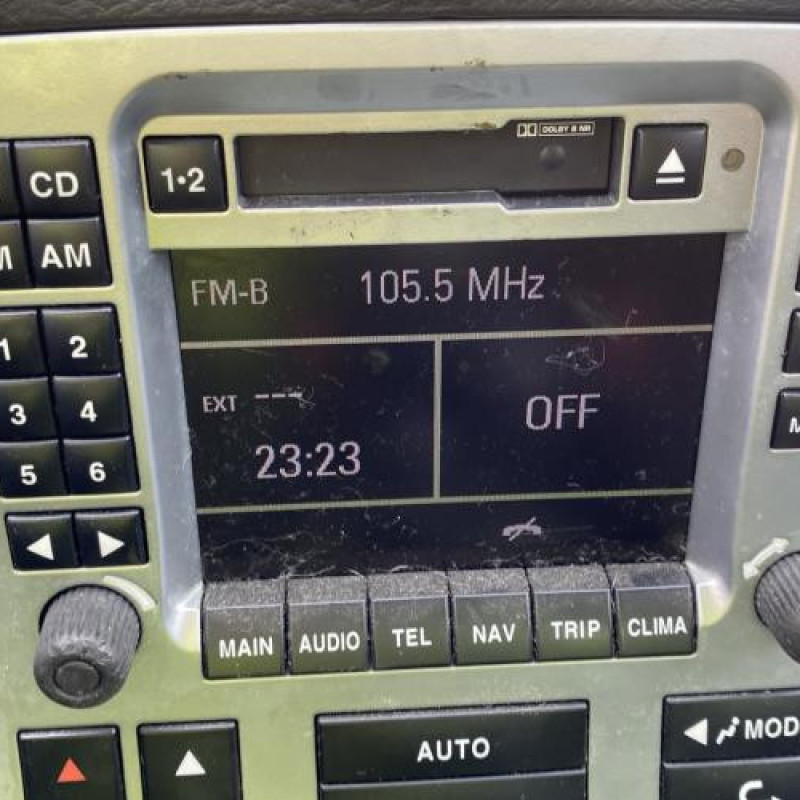 DOLBY B NR
CD
1•2
AM
FM-B 105.5 MHz
1 2
EXT ---
OFF
3 4
23:23
5 6
MAIN AUDIO TEL NAV TRIP CLIMA
AUTO
MOD